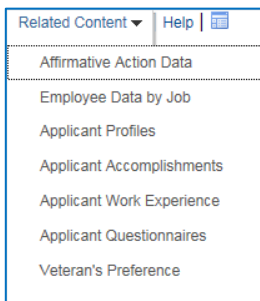 Related Content Help
Affirmative Action Data
Employee Data by Job
Applicant Profiles
Applicant Accomplishments
Applicant Work Experience
Applicant Questionnaires
Veteran's Preference